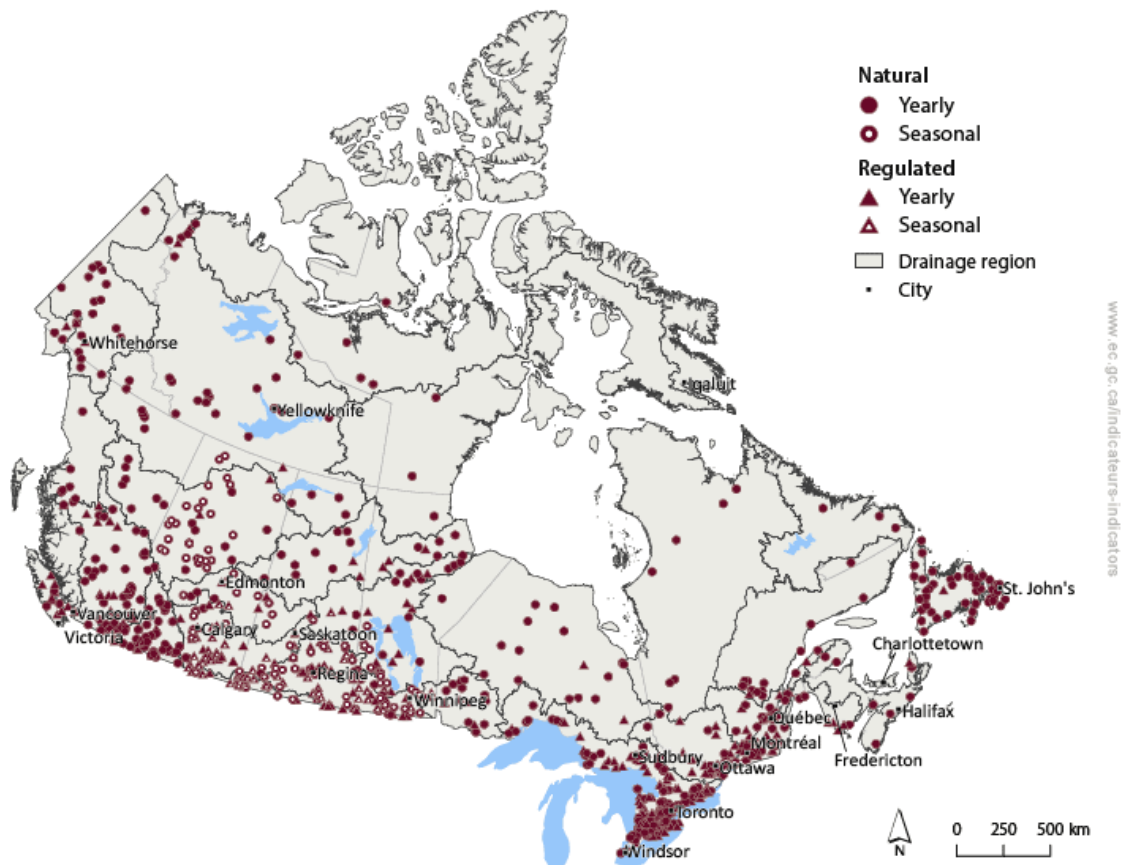 Natural
Yearly
Seasonal
Regulated
Yearly
Seasonal
Drainage region
City
www.ec.gc.ca/indicateurs-indicators
Whitehorse
Iqaluit
Yellowknife
Edmonton
St. John's
Vancouver
Victoria
Calgary
Saskatoon
Charlottetown
Regina
Winnipeg
Halifax
Québec
Montréal
Fredericton
Sudbury
Ottawa
Toronto
Windsor
N
0 250 500 km